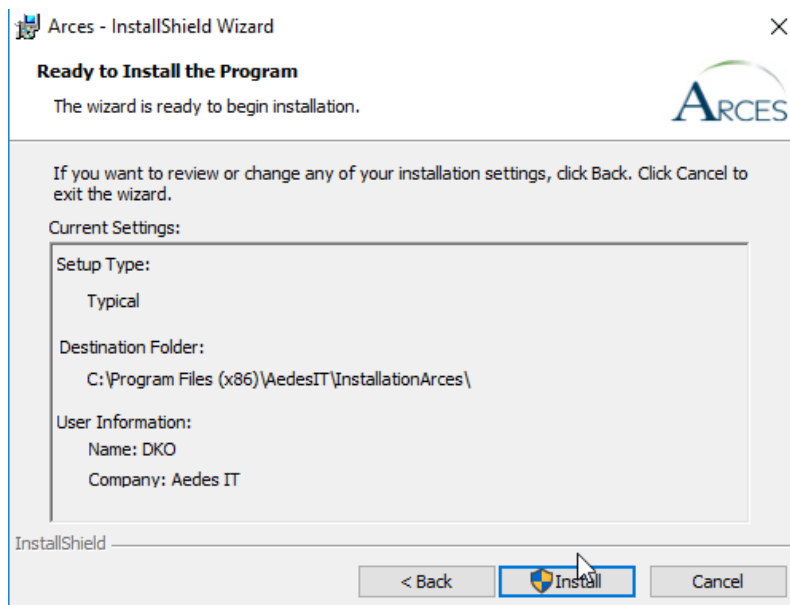 Arces - InstallShield Wizard
Ready to Install the Program
The wizard is ready to begin installation.
ARCES
If you want to review or change any of your installation settings, click Back. Click Cancel to
exit the wizard.
Current Settings:
Setup Type:
Typical
Destination Folder:
C:\Program Files (x86)\AedesIT\InstallationArces\
User Information:
Name: DKO
Company: Aedes IT
InstallShield
< Back
Install
Cancel